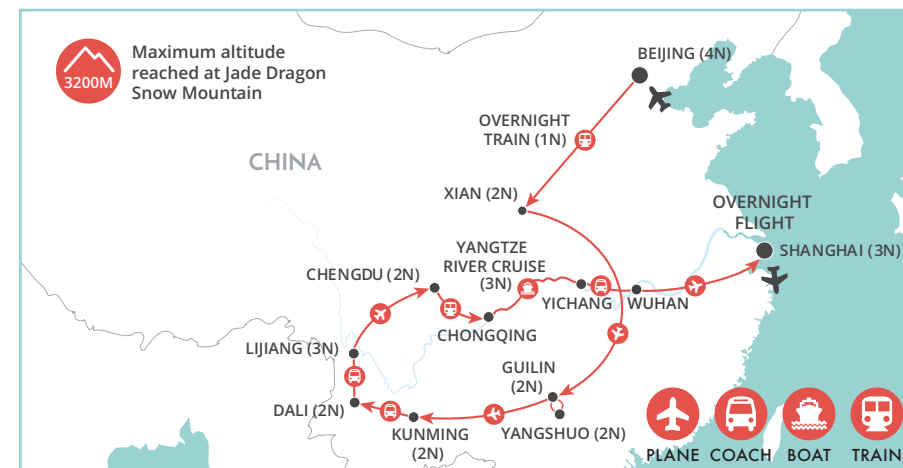 3200M
Maximum altitude
reached at Jade Dragon
Snow Mountain
BEIJING (4N)
OVERNIGHT
TRAIN (1N)
CHINA
XIAN (2N)
OVERNIGHT
FLIGHT
SHANGHAI (3N)
YANGTZE
RIVER CRUISE
(3N)
CHENGDU (2N)
YICHANG
WUHAN
CHONGQING
LIJIANG (3N)
GUILIN
(2N)
DALI (2N)
KUNMING
(2N)
YANGSHUO (2N)
PLANE
COACH
BOAT
TRAIN